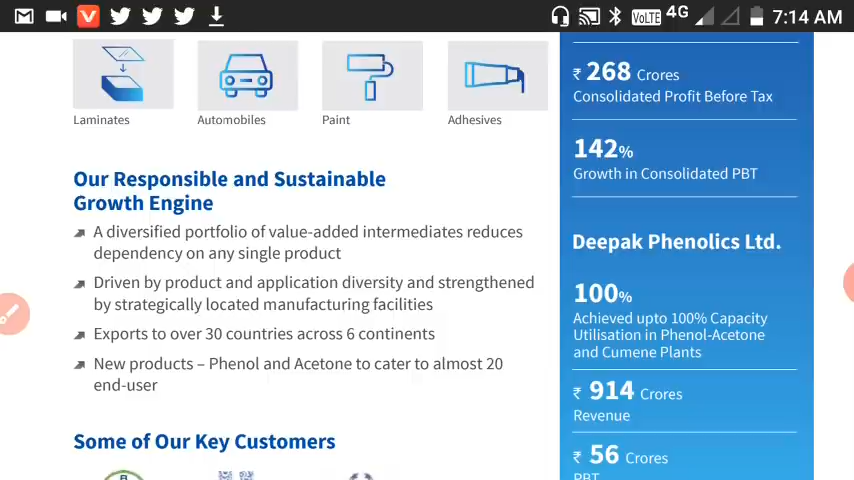 VoLTE 4G 7:14 AM
Laminates Automobiles Paint Adhesives
Our Responsible and Sustainable
Growth Engine
A diversified portfolio of value-added intermediates reduces
dependency on any single product
Driven by product and application diversity and strengthened
by strategically located manufacturing facilities
Exports to over 30 countries across 6 continents
New products – Phenol and Acetone to cater to almost 20
end-user
Some of Our Key Customers
₹ 268 Crores
Consolidated Profit Before Tax
142%
Growth in Consolidated PBT
Deepak Phenolics Ltd.
100%
Achieved upto 100% Capacity
Utilisation in Phenol-Acetone
and Cumene Plants
₹ 914 Crores
Revenue
₹ 56 Crores
PBT